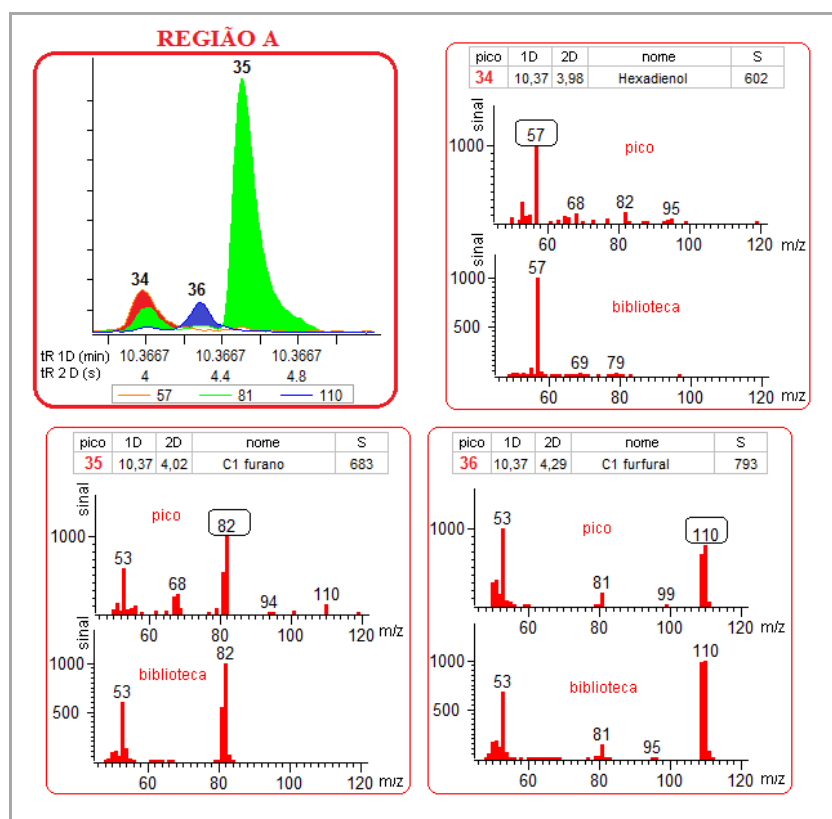 REGIÃO A
34
36
35
tR 1D (min) 10.3667 10.3667 10.3667
tR 2 D (s) 4 4.4 4.8
57 81 110
pico 1D 2D nome S
34 10,37 3,98 Hexadienol 602
sinal
1000
57
pico
68 82 95
60 80 100 120 m/z
sinal
1000
500
57
biblioteca
69 79
60 80 100 120 m/z
pico 1D 2D nome S
35 10,37 4,02 C1 furano 683
sinal
1000
pico
53 68 82 94 110
60 80 100 120 m/z
sinal
1000
500
biblioteca
53 82
60 80 100 120 m/z
pico 1D 2D nome S
36 10,37 4,29 C1 furfural 793
sinal
1000
pico
53 81 99 110
60 80 100 120 m/z
sinal
1000
500
biblioteca
53 81 95 110
60 80 100 120 m/z